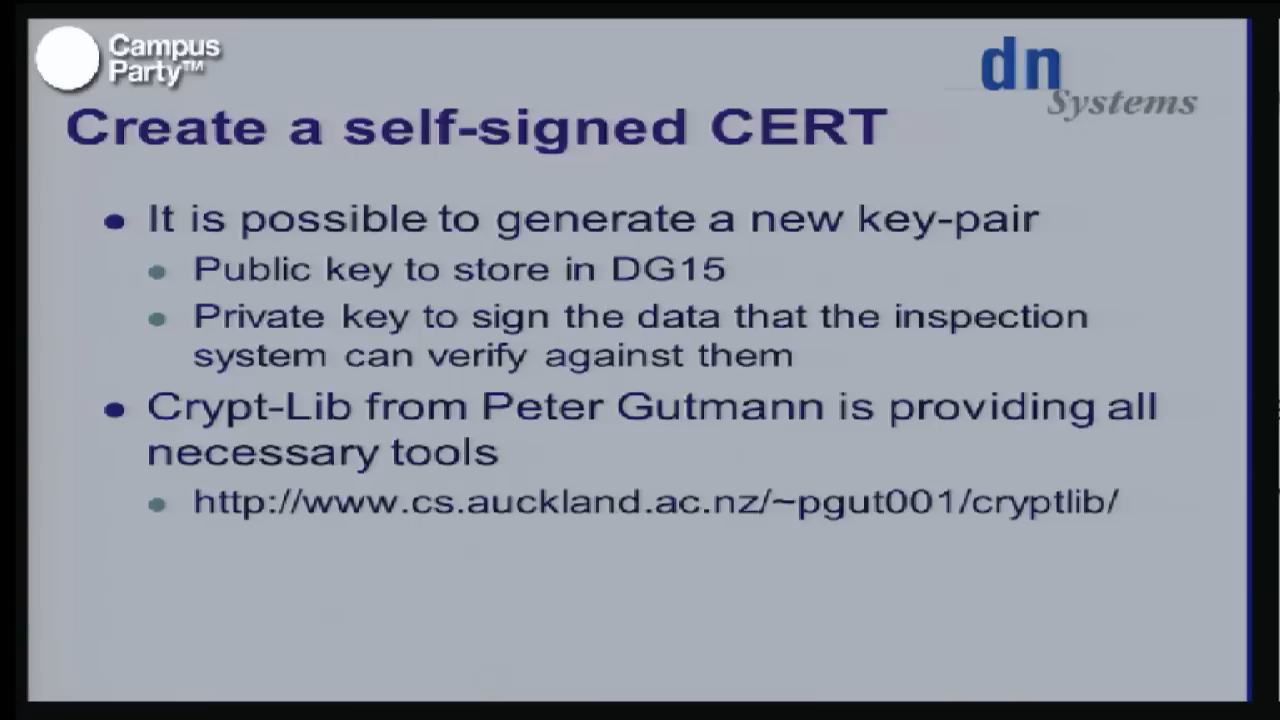 Campus
Party™
dn
Systems
Create a self-signed CERT
It is possible to generate a new key-pair
Public key to store in DG15
Private key to sign the data that the inspection
system can verify against them
Crypt-Lib from Peter Gutmann is providing all
necessary tools
http://www.cs.auckland.ac.nz/~pgut001/cryptlib/